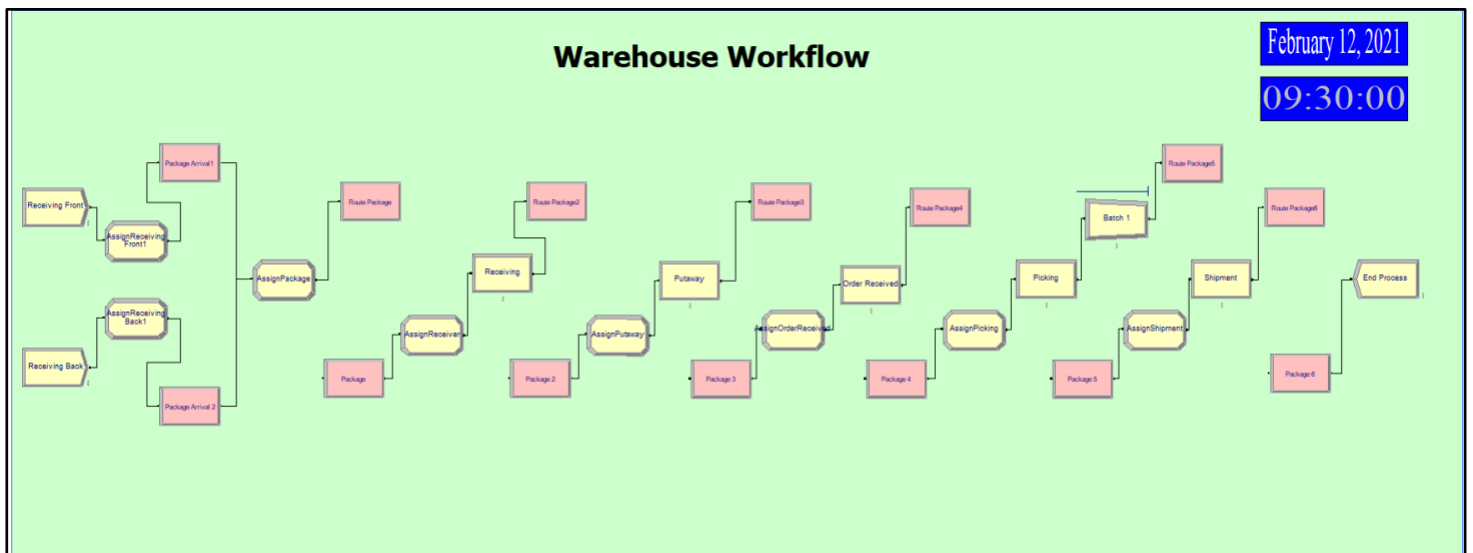 Warehouse Workflow
February 12, 2021
09:30:00
Receiving Front
AssignReceiving
Front1
Package Arrival1
Receiving Back
AssignReceiving
Back1
Package Arrival 2
AssignPackage
Route Package
Package
AssignReceiver
Receiving
Route Package2
Package 2
AssignPutaway
Putaway
Route Package3
Package 3
AssignOrderReceived
Order Received
Route Package4
Package 4
AssignPicking
Picking
Batch 1
Route Package5
Package 5
AssignShipment
Shipment
Route Package6
Package 6
End Process